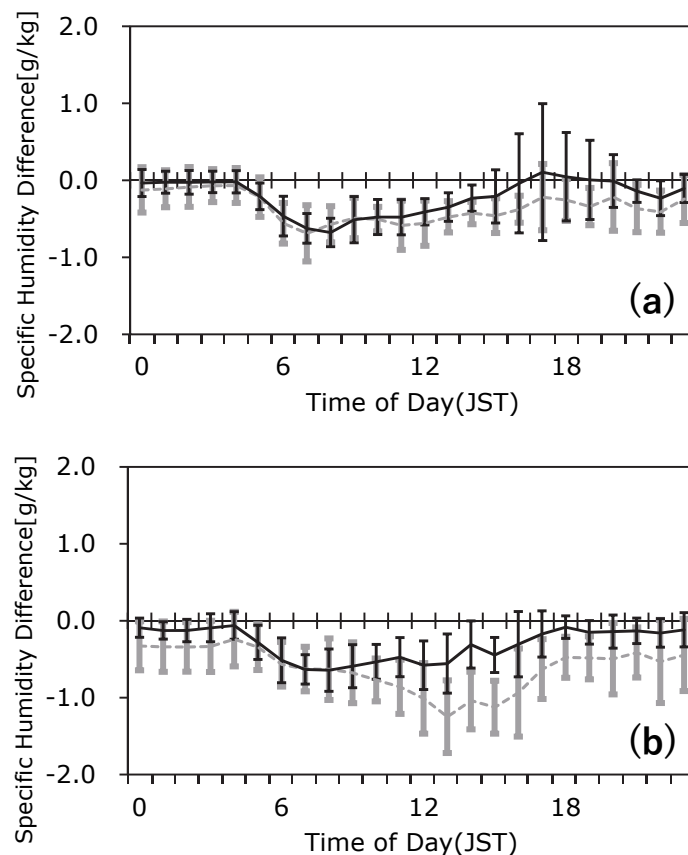 Specific Humidity Difference[g/kg]
2.0
1.0
0.0
-1.0
-2.0
(a)
0 6 12 18
Time of Day(JST)
Specific Humidity Difference[g/kg]
2.0
1.0
0.0
-1.0
-2.0
(b)
0 6 12 18
Time of Day(JST)